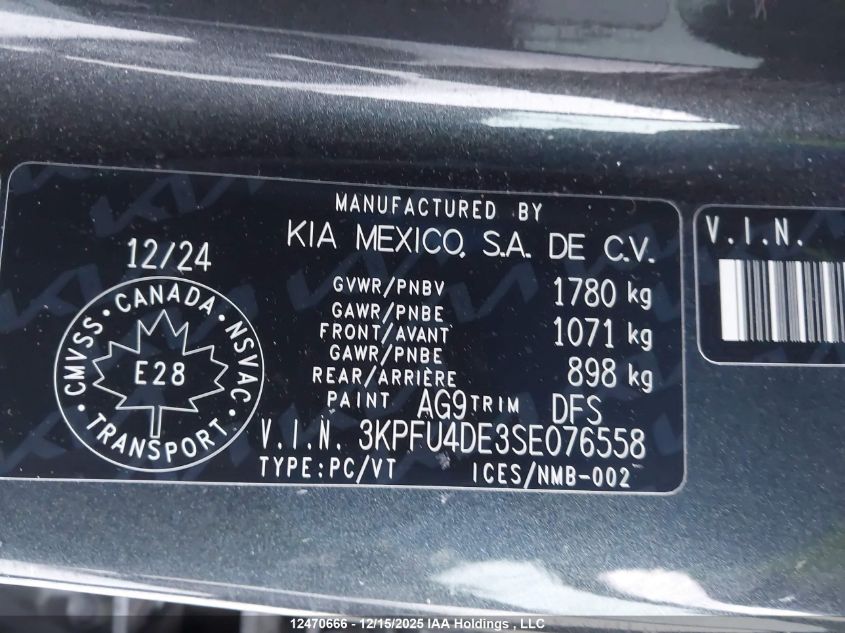 MANUFACTURED BY
KIA MEXICO, S.A. DE C.V.
12/24
GVWR/PNBV 1780 kg
GAWR/PNBE
FRONT/AVANT 1071 kg
GAWR/PNBE
REAR/ARRIÈRE 898 kg
PAINT AG9 TRIM DFS
V.I.N. 3KPFU4DE3SE076558
TYPE:PC/VT ICES/NMB-002
CMVSS · CANADA · NSVAC · TRANSPORT ·
E28
V.I.N.
12470666 - 12/15/2025 IAA Holdings , LLC